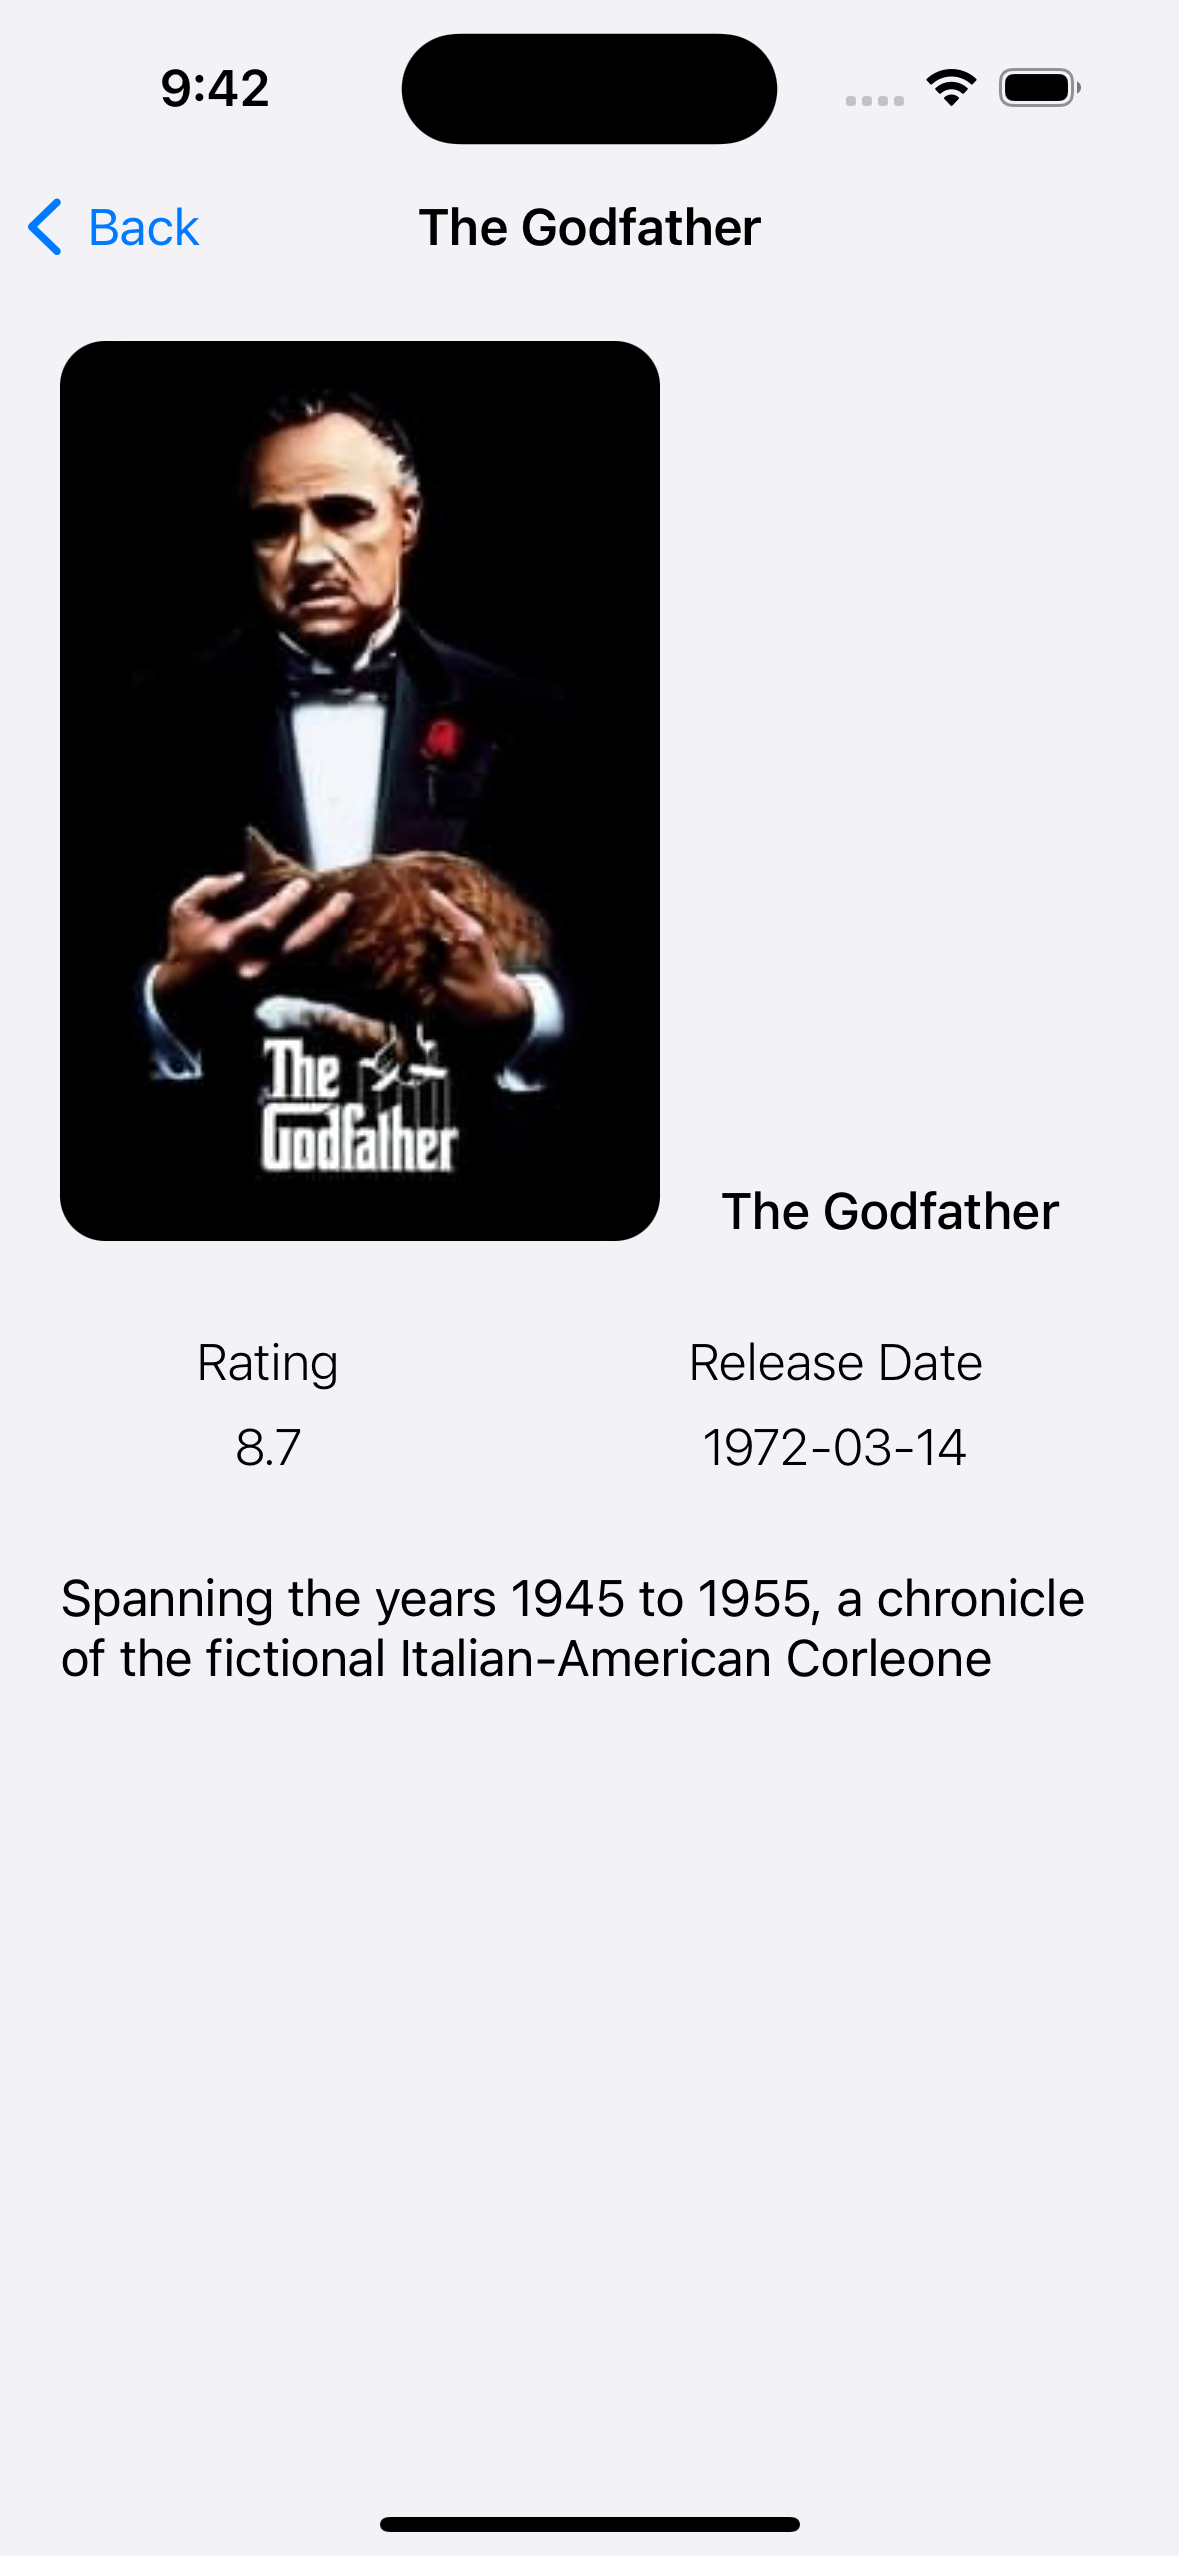 9:42
Back
The Godfather
The
Godfather
The Godfather
Rating
Release Date
8.7
1972-03-14
Spanning the years 1945 to 1955, a chronicle
of the fictional Italian-American Corleone